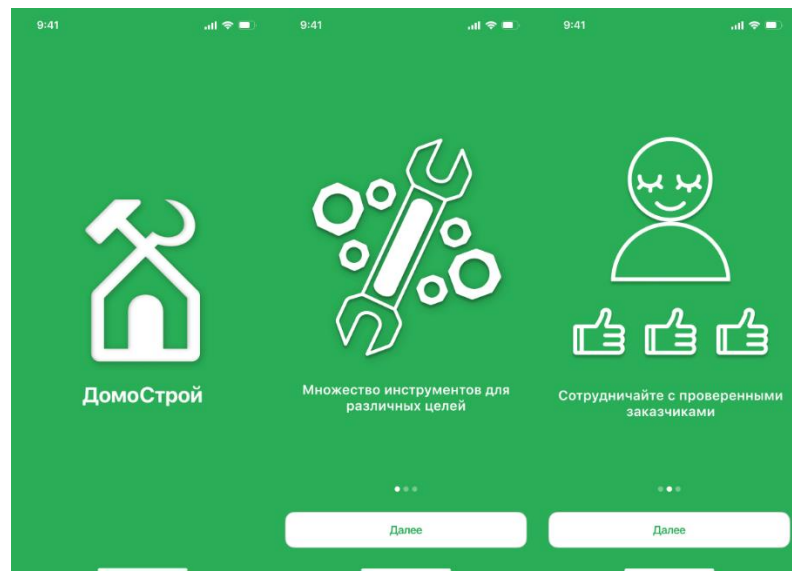 9:41
ДомоСтрой
9:41
Множество инструментов для
различных целей
Далее
9:41
Сотрудничайте с проверенными
заказчиками
Далее